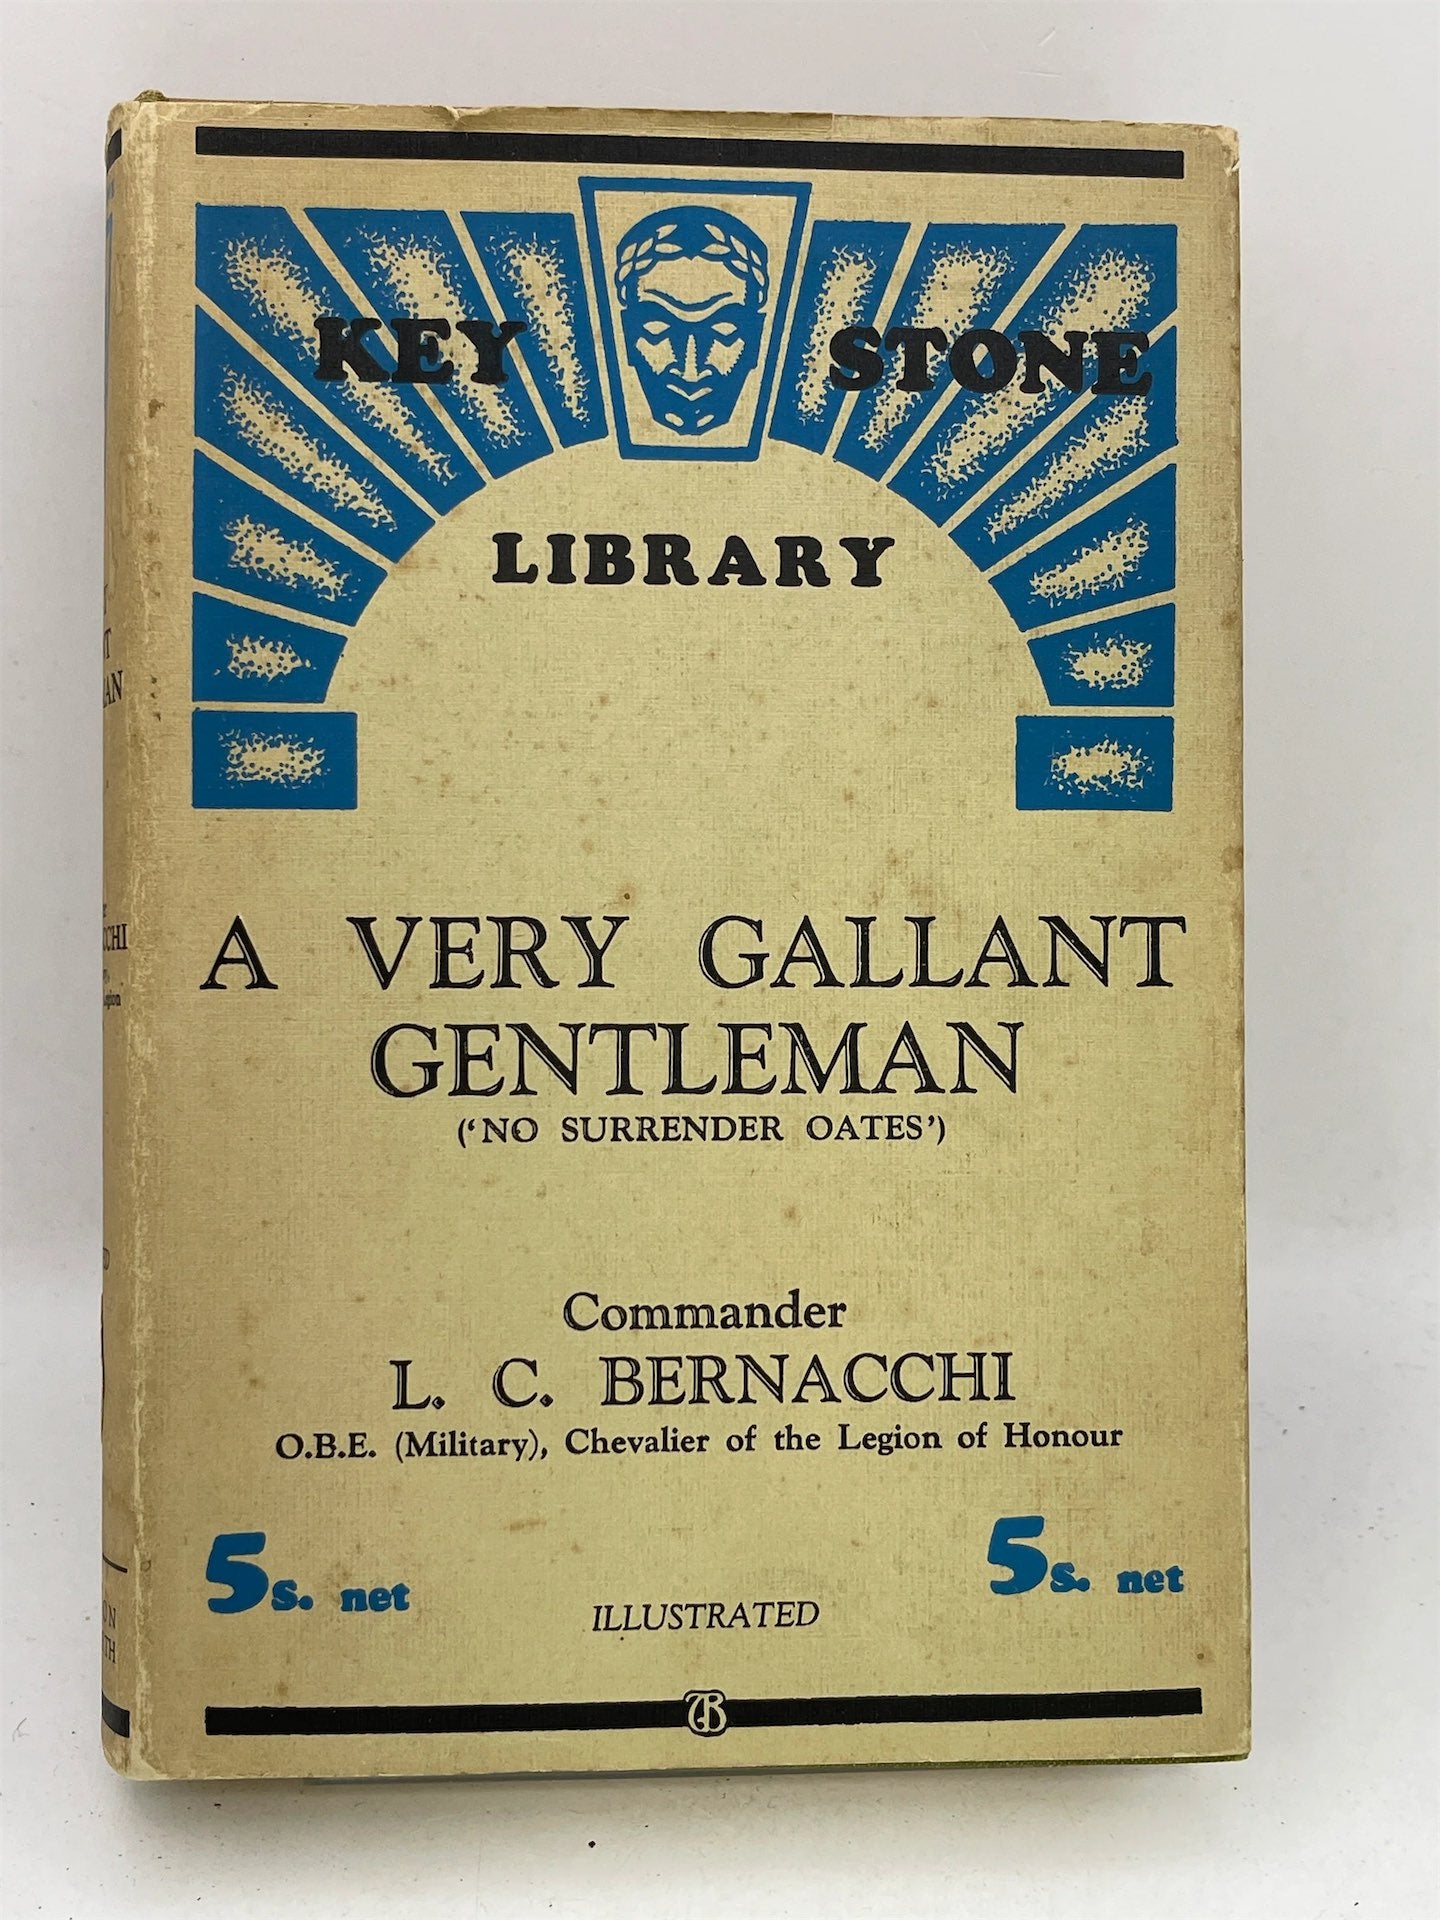 KEY STONE
LIBRARY
A VERY GALLANT
GENTLEMAN
('NO SURRENDER OATES')
Commander
L. C. BERNACCHI
O.B.E. (Military), Chevalier of the Legion of Honour
5s. net
5s. net
ILLUSTRATED
TB